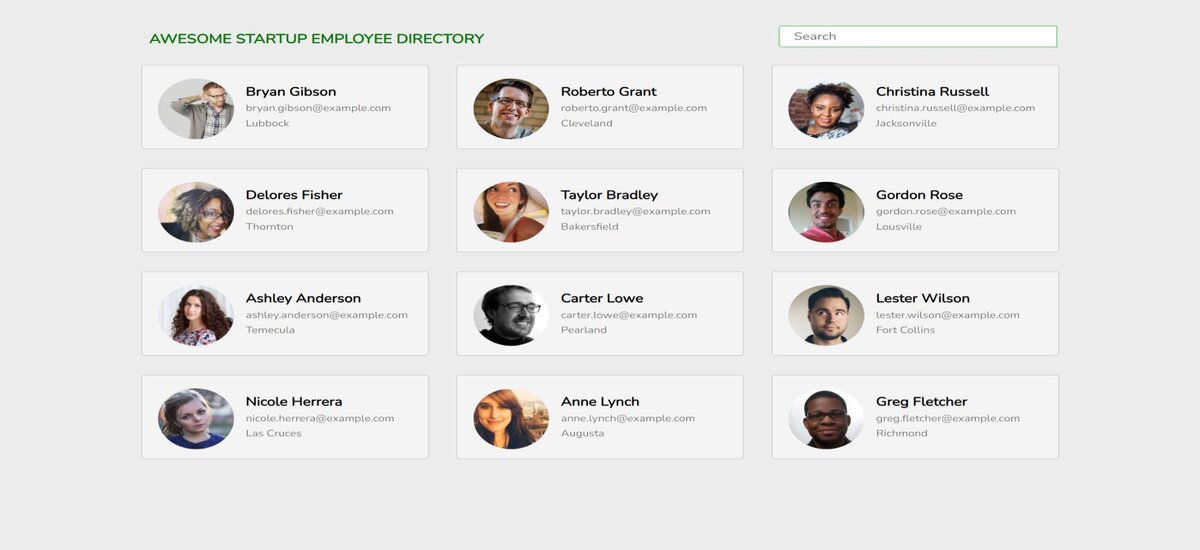 AWESOME STARTUP EMPLOYEE DIRECTORY
Search
Bryan Gibson
bryan.gibson@example.com
Lubbock
Roberto Grant
roberto.grant@example.com
Cleveland
Christina Russell
christina.russell@example.com
Jacksonville
Delores Fisher
delores.fisher@example.com
Thornton
Taylor Bradley
taylor.bradley@example.com
Bakersfield
Gordon Rose
gordon.rose@example.com
Lousville
Ashley Anderson
ashley.anderson@example.com
Temecula
Carter Lowe
carter.lowe@example.com
Pearland
Lester Wilson
lester.wilson@example.com
Fort Collins
Nicole Herrera
nicole.herrera@example.com
Las Cruces
Anne Lynch
anne.lynch@example.com
Augusta
Greg Fletcher
greg.fletcher@example.com
Richmond